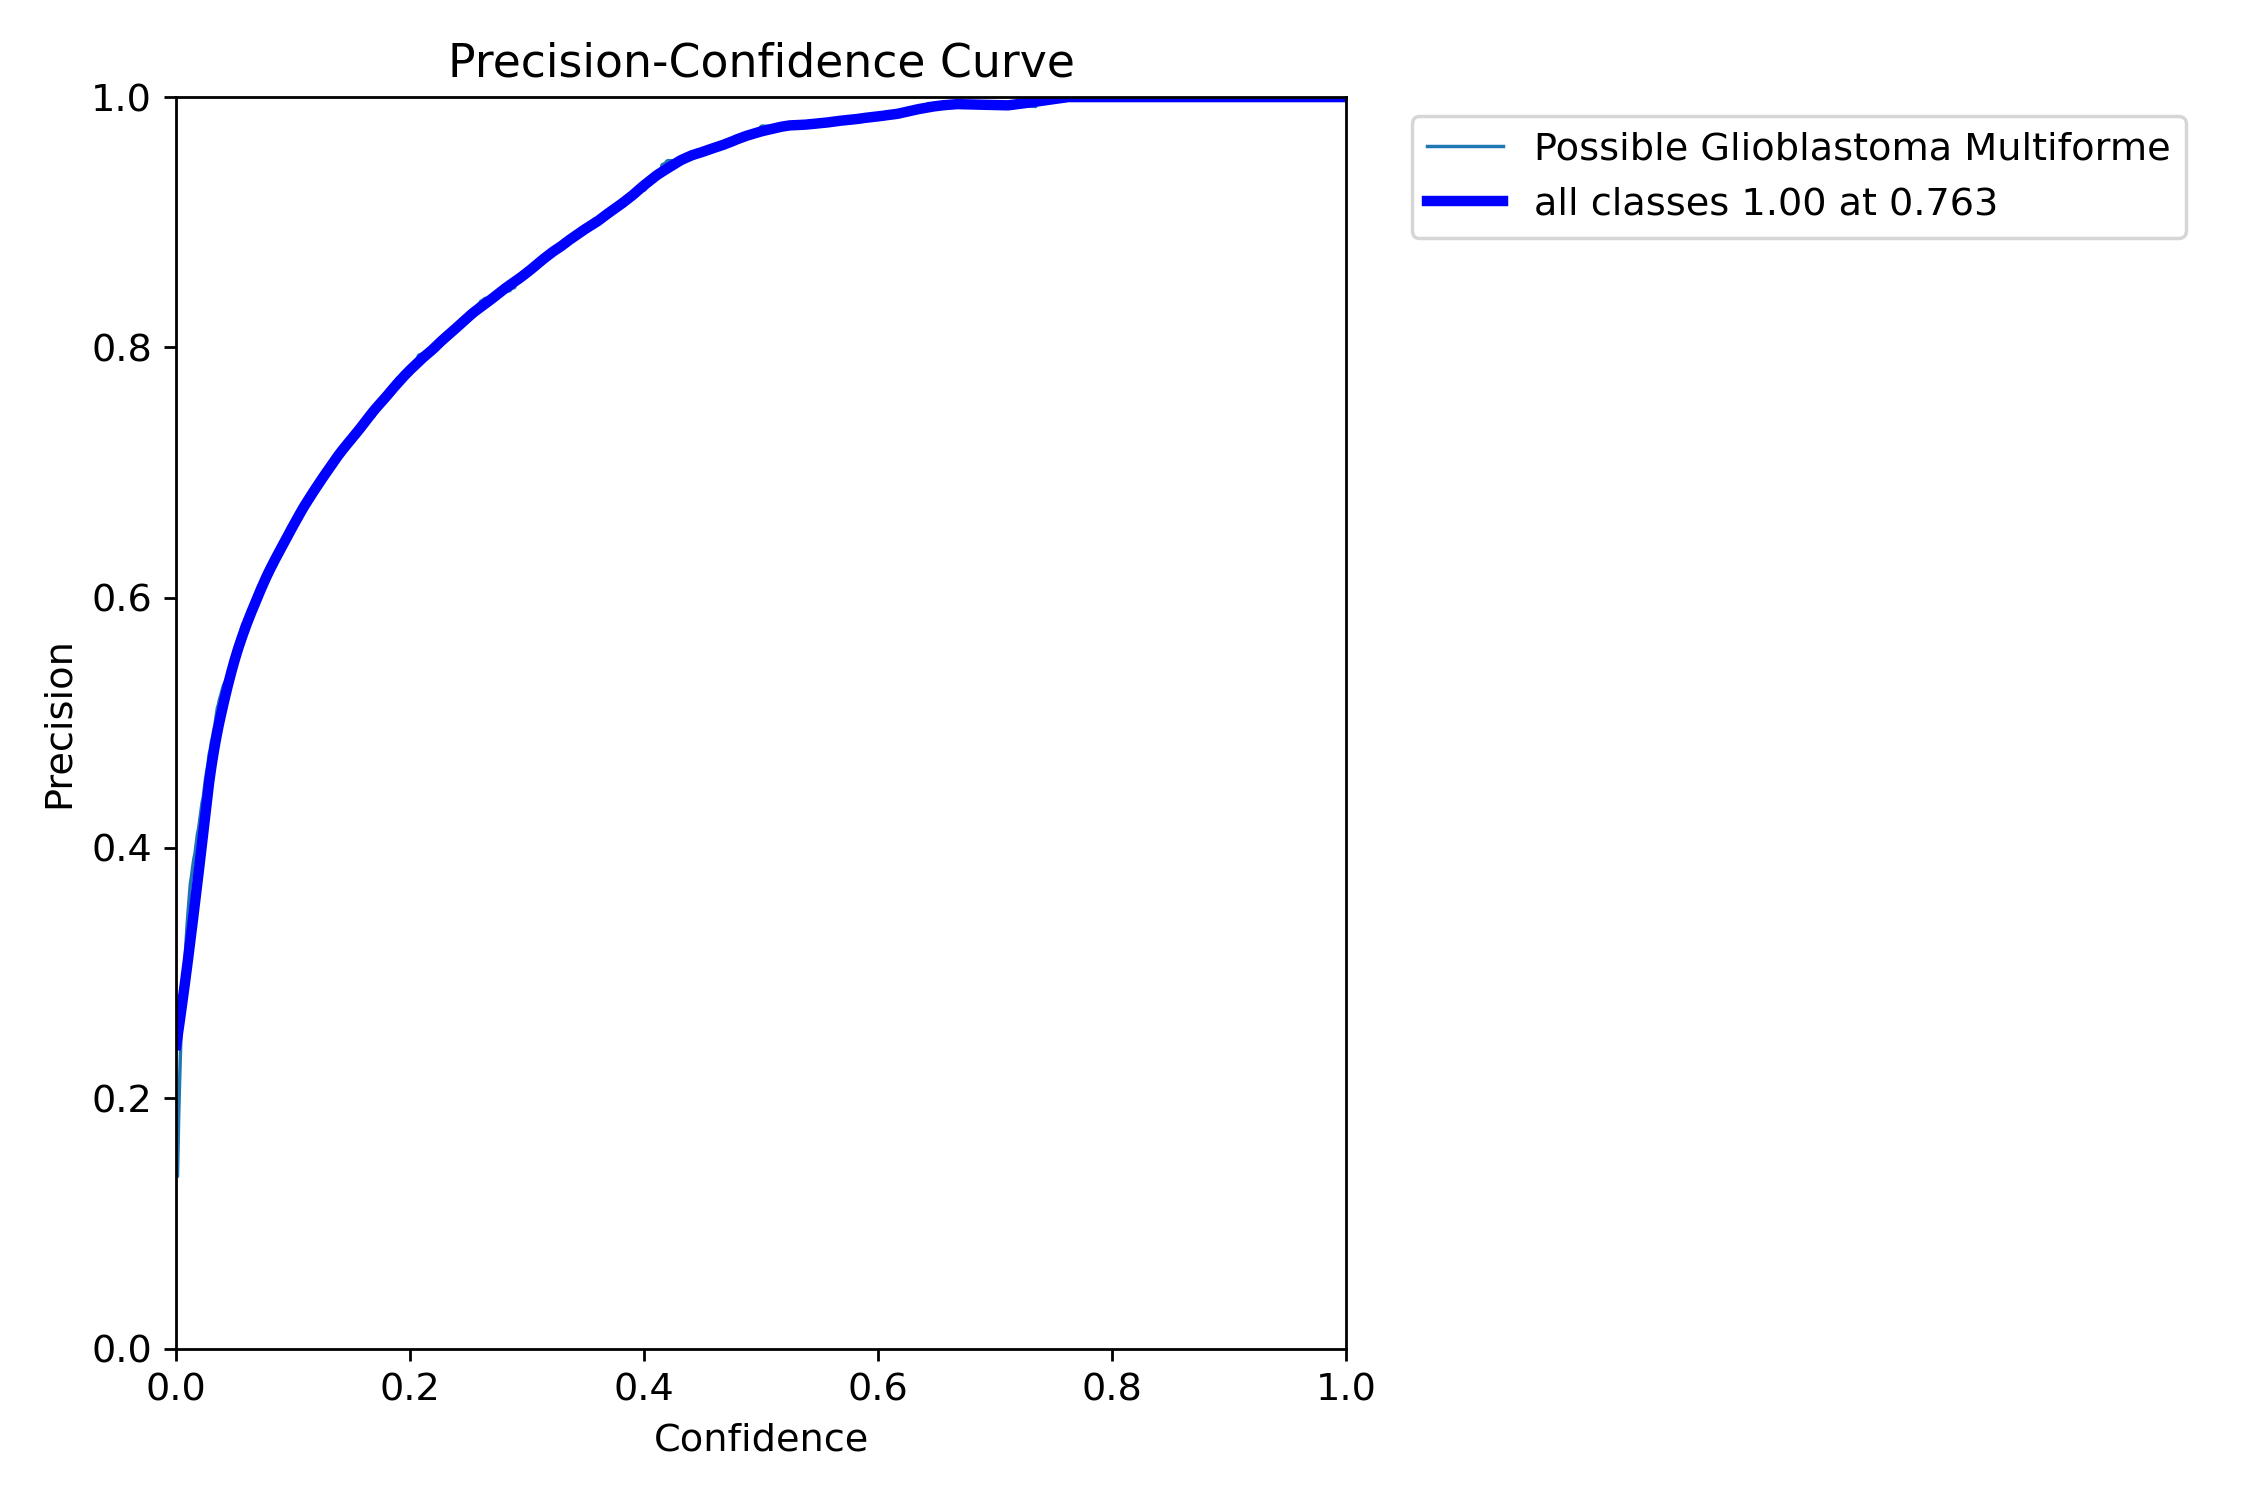 Precision-Confidence Curve
1.0
0.8
0.6
0.4
0.2
0.0
Precision
0.0 0.2 0.4 0.6 0.8 1.0
Confidence
Possible Glioblastoma Multiforme
all classes 1.00 at 0.763